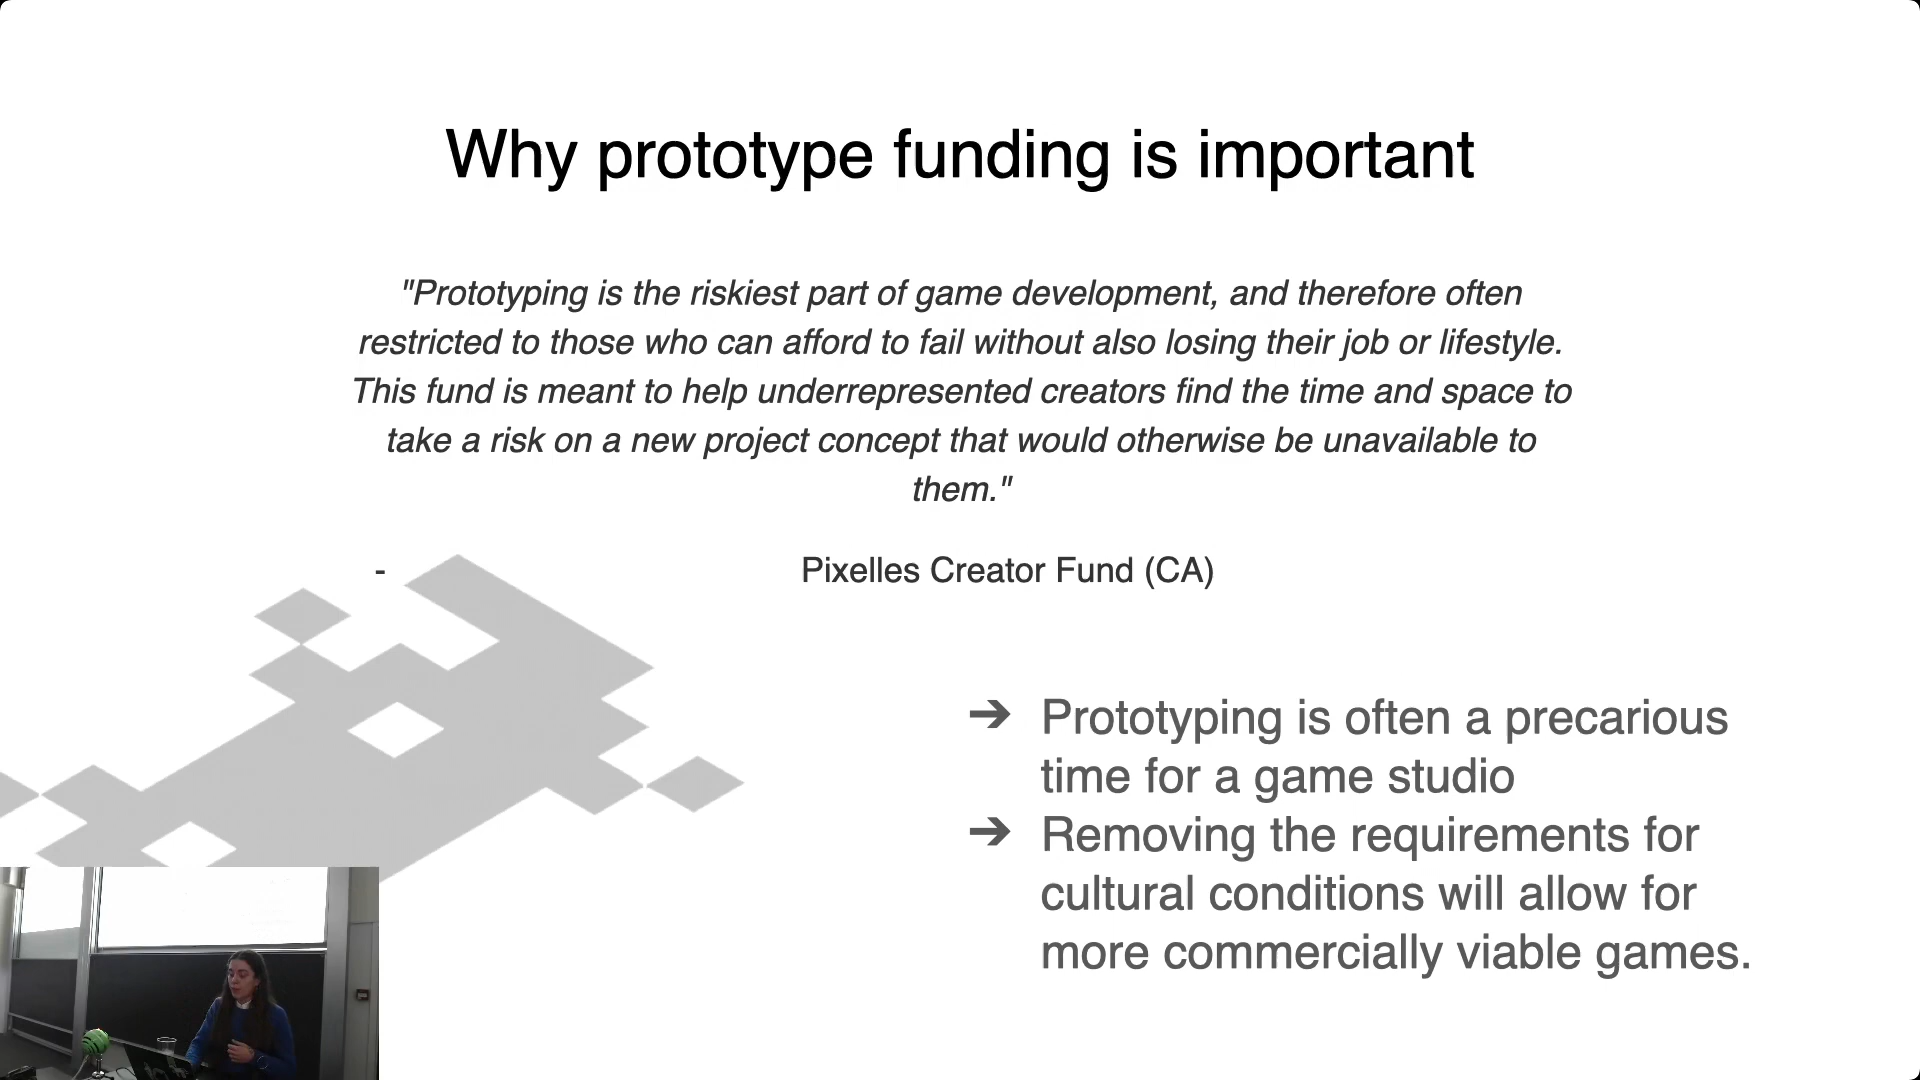 Why prototype funding is important
"Prototyping is the riskiest part of game development, and therefore often
restricted to those who can afford to fail without also losing their job or lifestyle.
This fund is meant to help underrepresented creators find the time and space to
take a risk on a new project concept that would otherwise be unavailable to
them."
- Pixelles Creator Fund (CA)
➔ Prototyping is often a precarious
time for a game studio
➔ Removing the requirements for
cultural conditions will allow for
more commercially viable games.